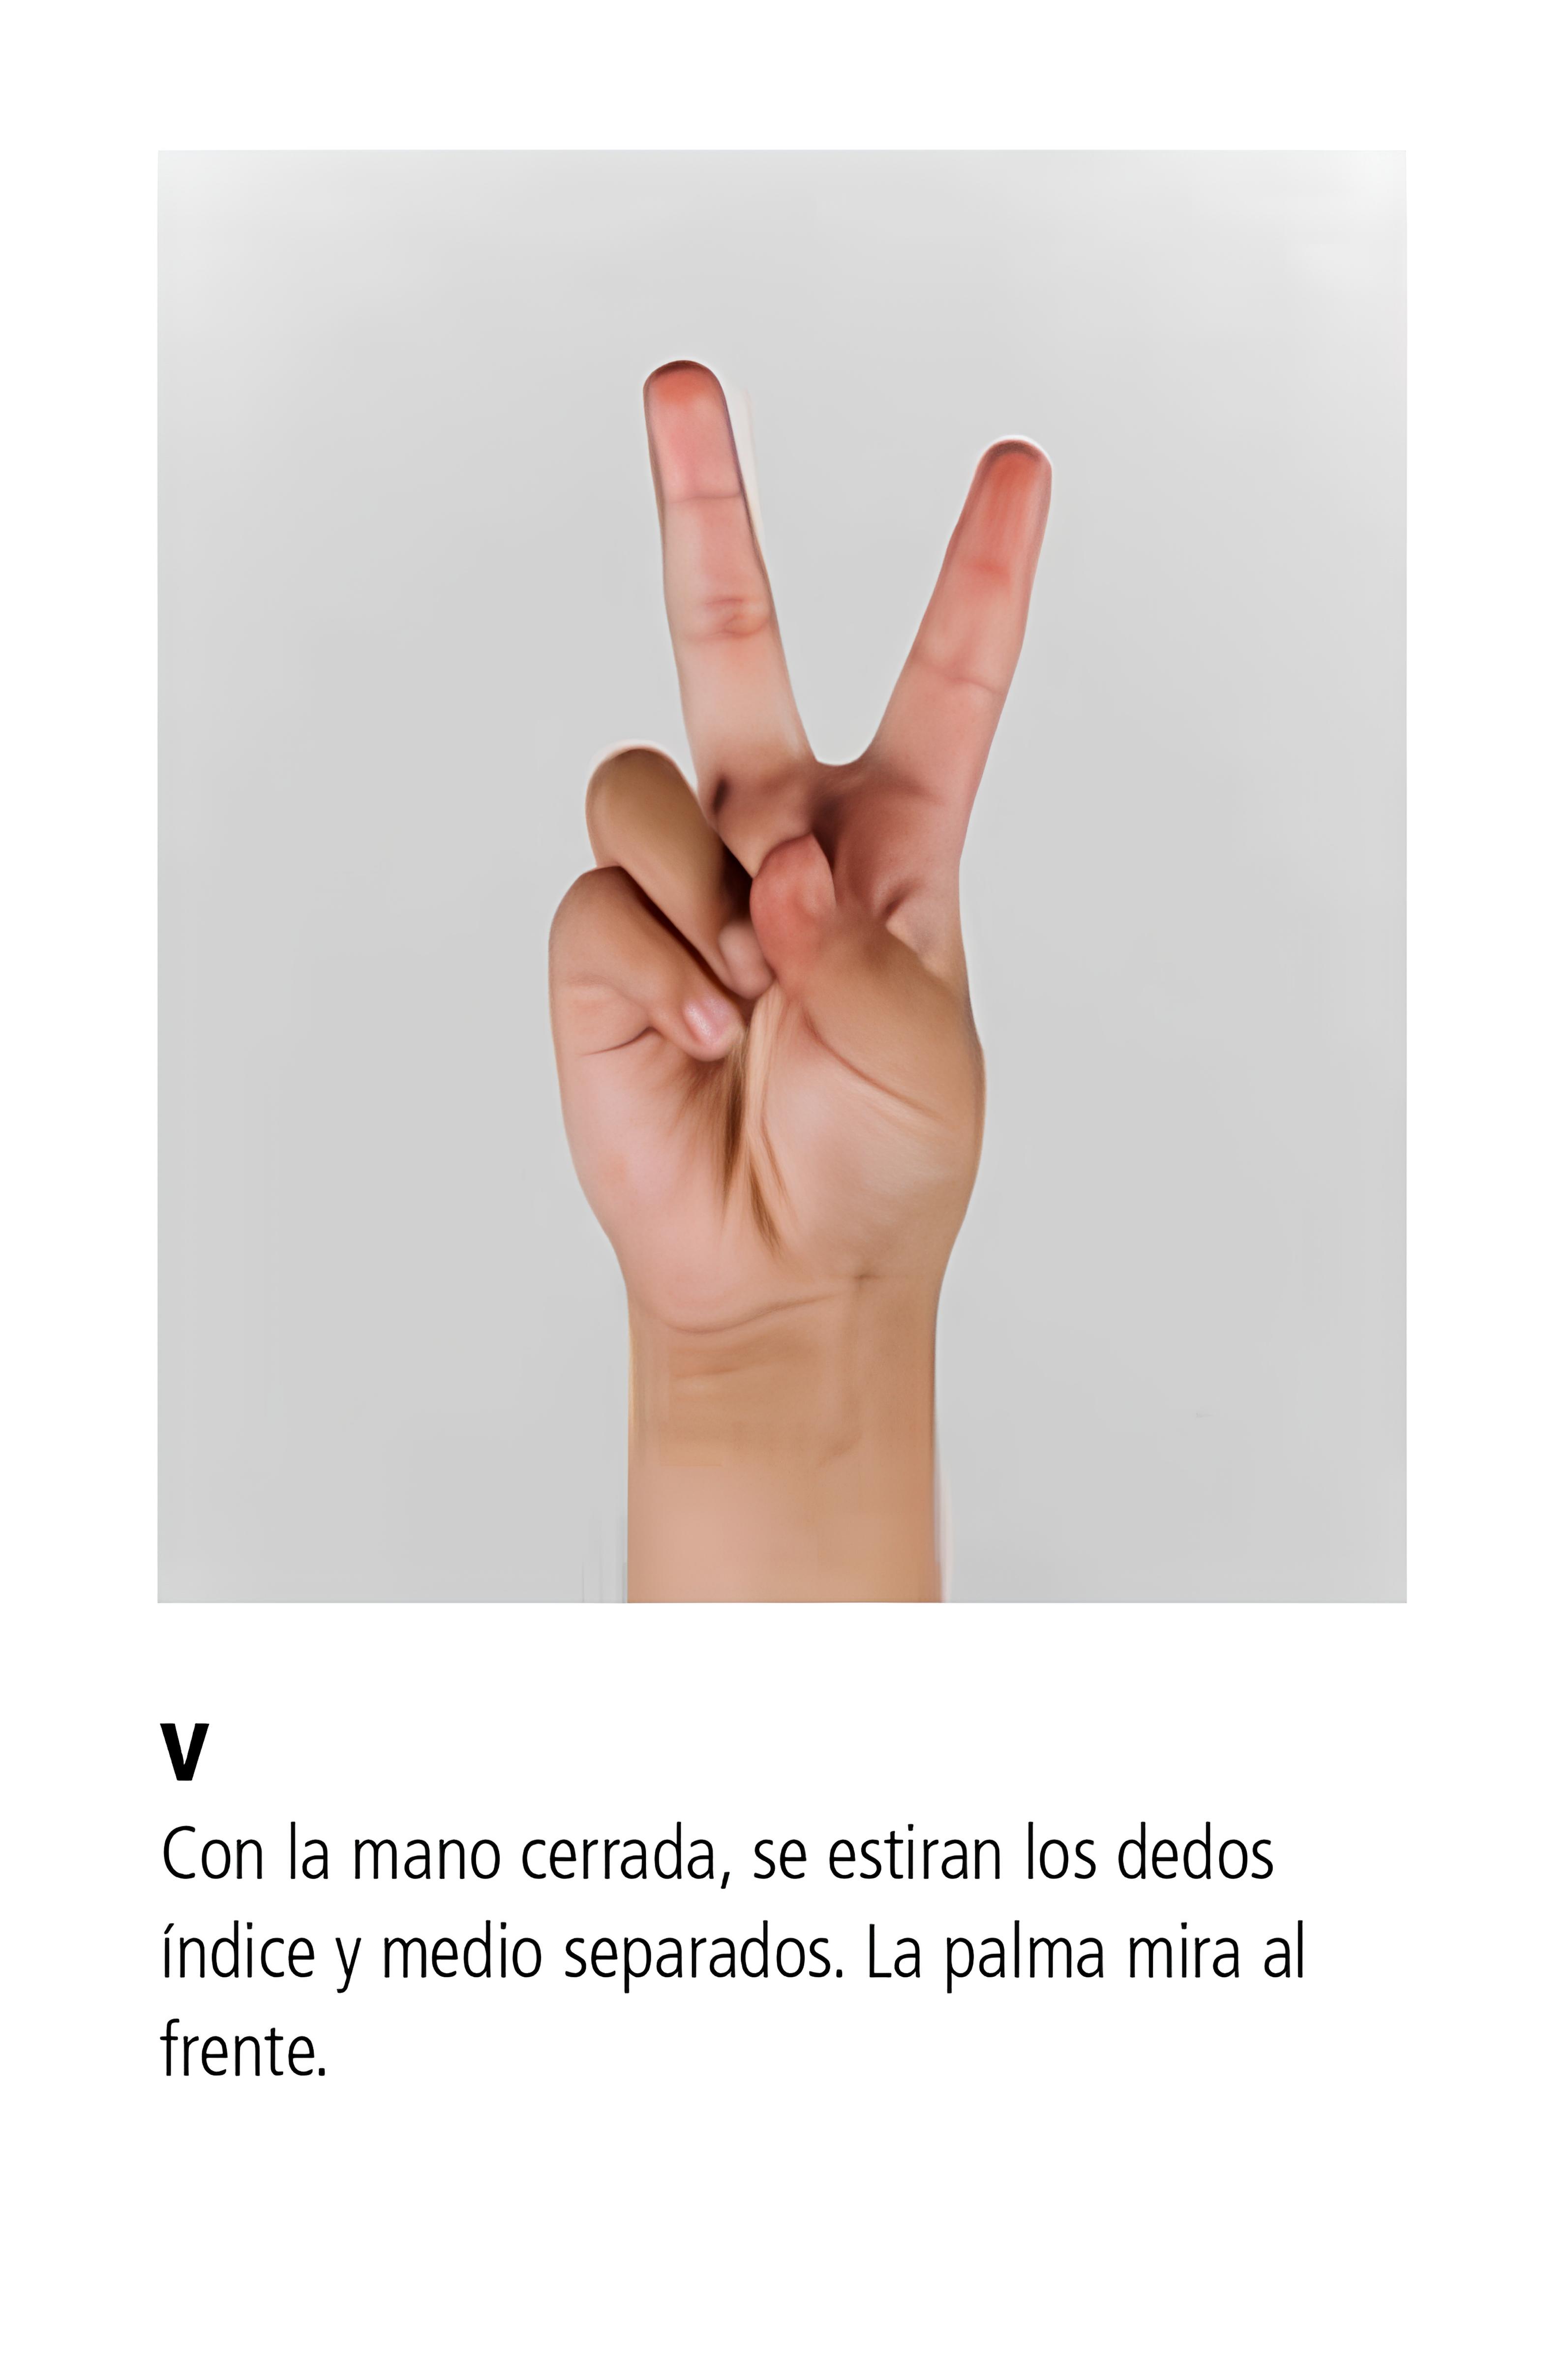 V
Con la mano cerrada, se estiran los dedos
índice y medio separados. La palma mira al
frente.